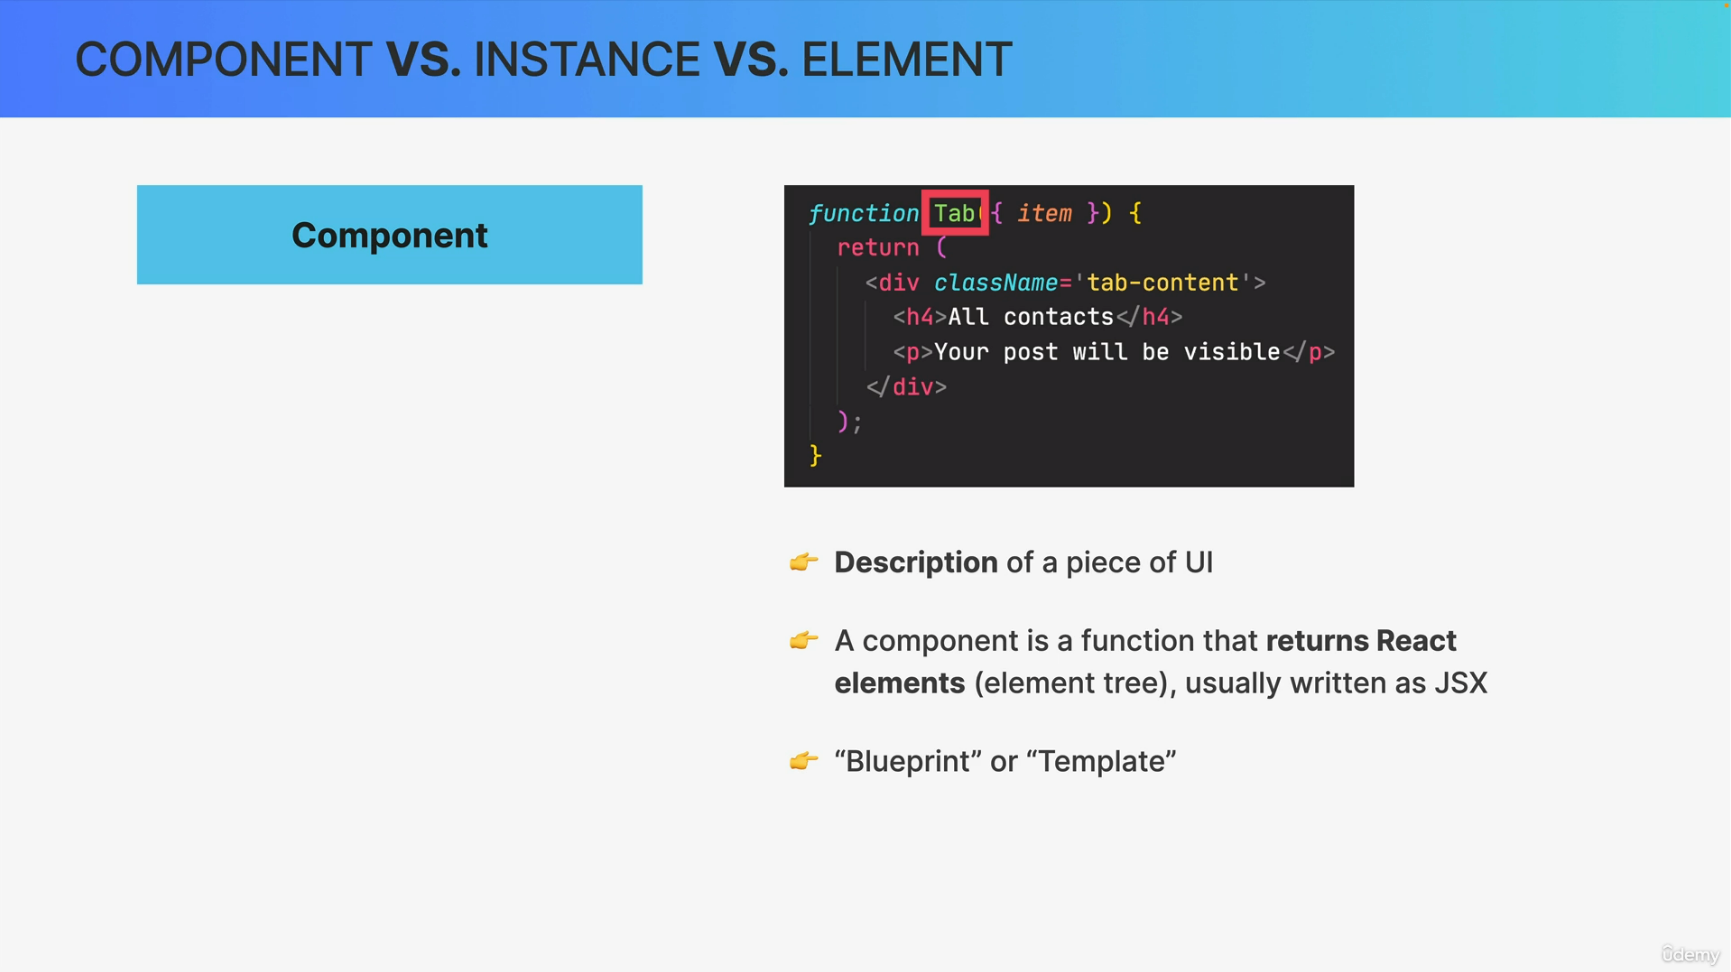 COMPONENT VS. INSTANCE VS. ELEMENT
Component
function Tab({ item }) {
return (
<div className='tab-content'>
<h4>All contacts</h4>
<p>Your post will be visible</p>
</div>
);
}
👉 Description of a piece of UI
👉 A component is a function that returns React
elements (element tree), usually written as JSX
👉 “Blueprint” or “Template”
ûdemy